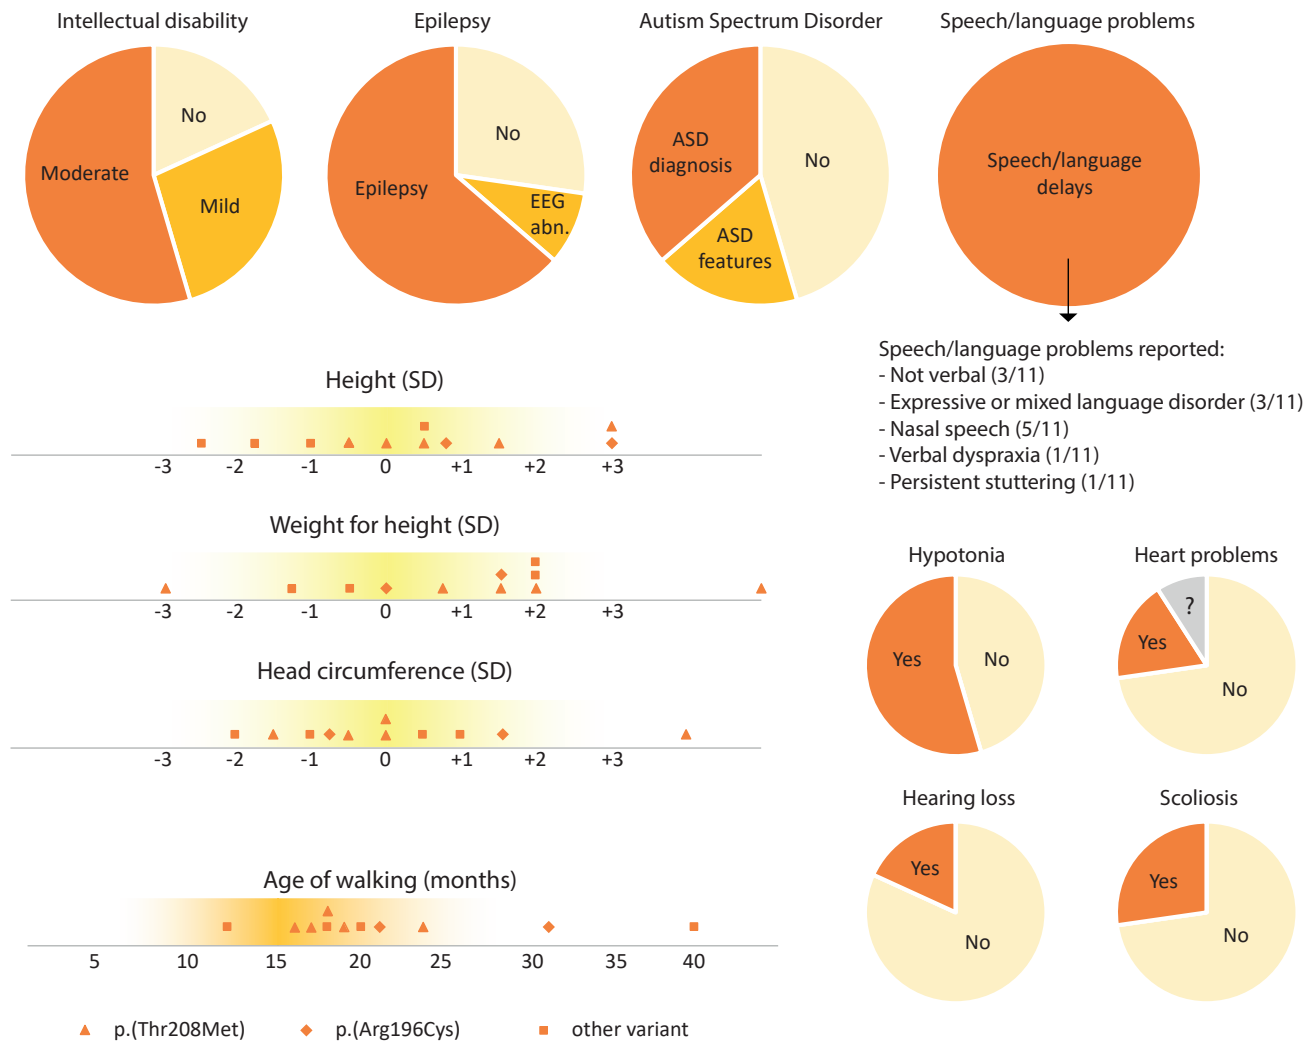 Intellectual disability
No
Moderate
Mild
Epilepsy
No
Epilepsy
EEG
abn.
Autism Spectrum Disorder
ASD
diagnosis
No
ASD
features
Speech/language problems
Speech/language
delays
Speech/language problems reported:
- Not verbal (3/11)
- Expressive or mixed language disorder (3/11)
- Nasal speech (5/11)
- Verbal dyspraxia (1/11)
- Persistent stuttering (1/11)
Height (SD)
-3 -2 -1 0 +1 +2 +3
Weight for height (SD)
-3 -2 -1 0 +1 +2 +3
Head circumference (SD)
-3 -2 -1 0 +1 +2 +3
Age of walking (months)
5 10 15 20 25 30 35 40
p.(Thr208Met) p.(Arg196Cys) other variant
Hypotonia
Yes
No
Heart problems
?
Yes
No
Hearing loss
Yes
No
Scoliosis
Yes
No